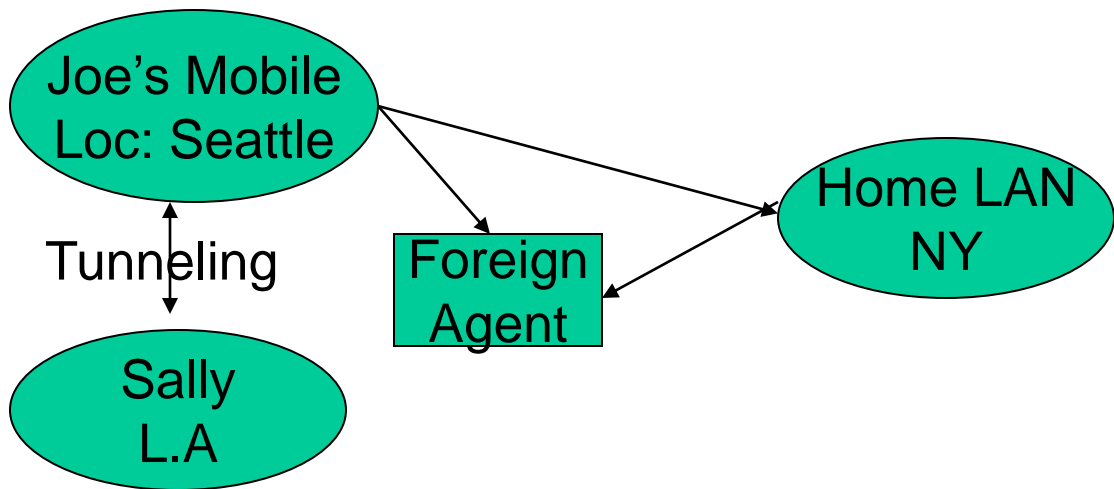 Joe’s Mobile
Loc: Seattle
Home LAN
NY
Tunneling
Foreign
Agent
Sally
L.A